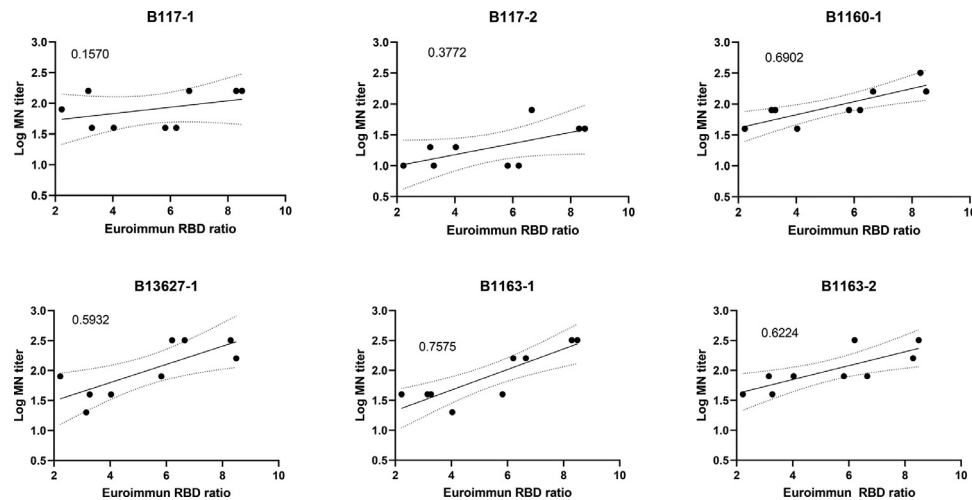 B117-1
B117-2
B1160-1
0.1570
0.3772
0.6902
Log MN titer
3.0
2.5
2.0
1.5
1.0
0.5
2 4 6 8 10
Euroimmun RBD ratio
Log MN titer
3.0
2.5
2.0
1.5
1.0
0.5
2 4 6 8 10
Euroimmun RBD ratio
Log MN titer
3.0
2.5
2.0
1.5
1.0
0.5
2 4 6 8 10
Euroimmun RBD ratio
B13627-1
B1163-1
B1163-2
0.5932
0.7575
0.6224
Log MN titer
3.0
2.5
2.0
1.5
1.0
0.5
2 4 6 8 10
Euroimmun RBD ratio
Log MN titer
3.0
2.5
2.0
1.5
1.0
0.5
2 4 6 8 10
Euroimmun RBD ratio
Log MN titer
3.0
2.5
2.0
1.5
1.0
0.5
2 4 6 8 10
Euroimmun RBD ratio